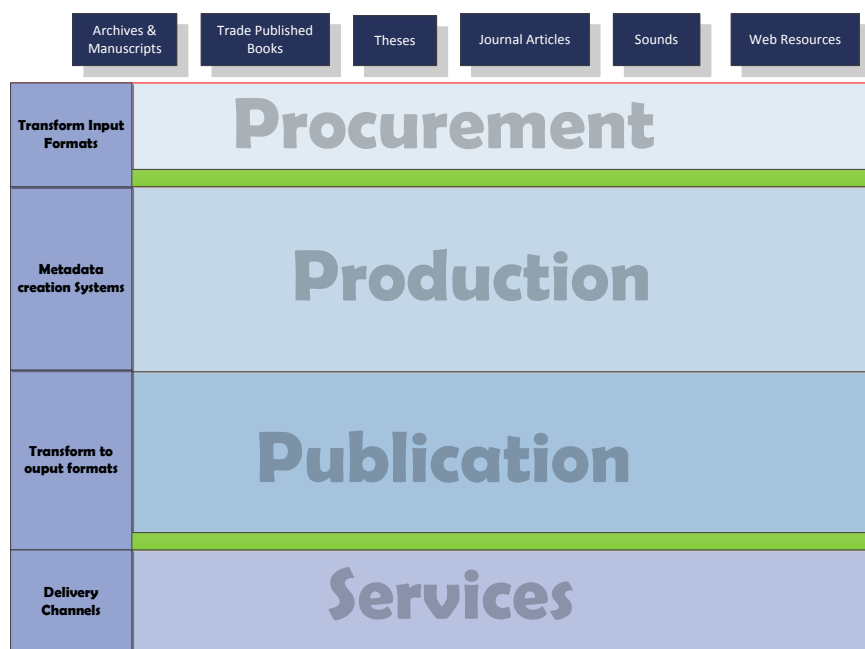 Archives &
Manuscripts
Trade Published
Books
Theses
Journal Articles
Sounds
Web Resources
Transform Input
Formats
Procurement
Metadata
creation Systems
Production
Transform to
ouput formats
Publication
Delivery
Channels
Services